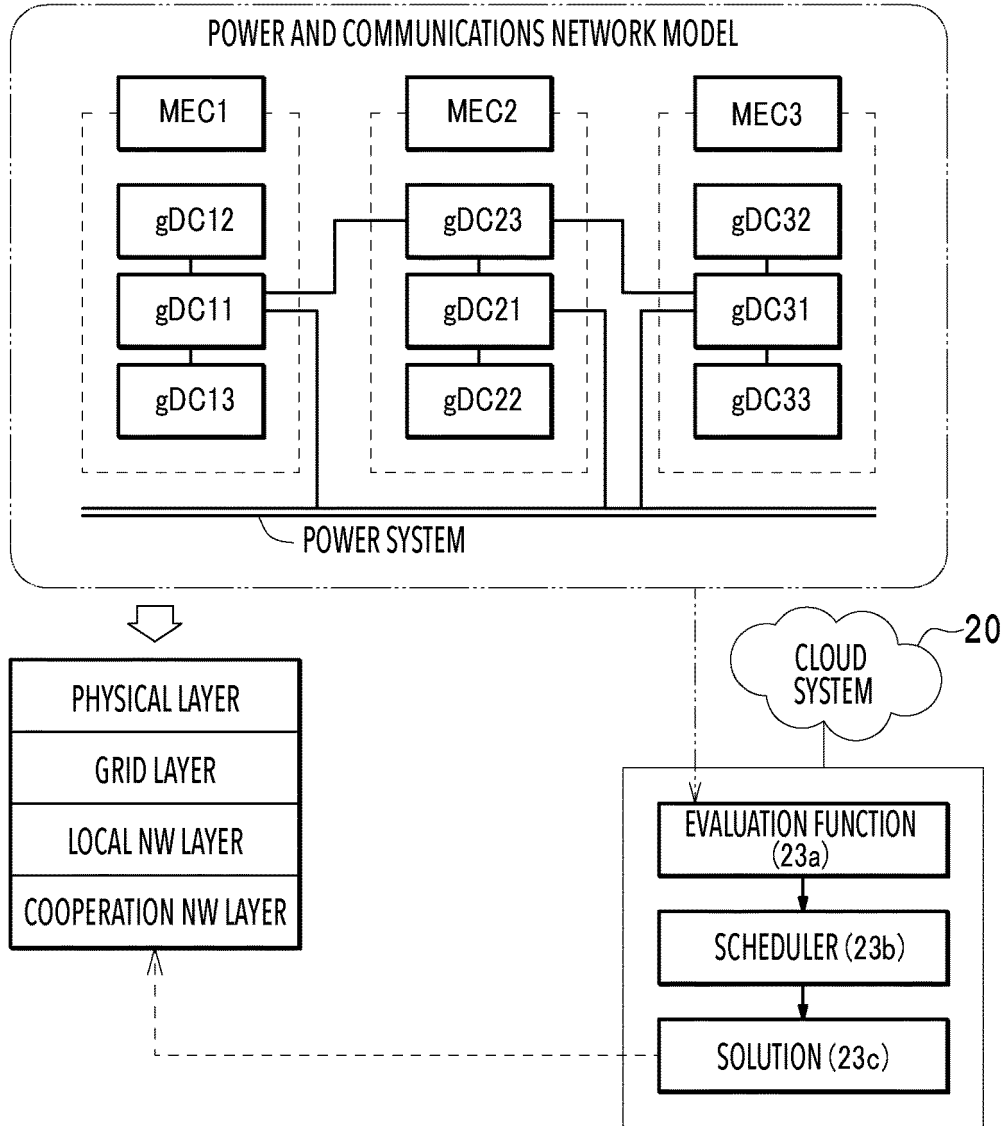 POWER AND COMMUNICATIONS NETWORK MODEL
MEC1
MEC2
MEC3
gDC12
gDC23
gDC32
gDC11
gDC21
gDC31
gDC13
gDC22
gDC33
POWER SYSTEM
20
CLOUD
SYSTEM
PHYSICAL LAYER
GRID LAYER
LOCAL NW LAYER
COOPERATION NW LAYER
EVALUATION FUNCTION
(23a)
SCHEDULER (23b)
SOLUTION (23c)